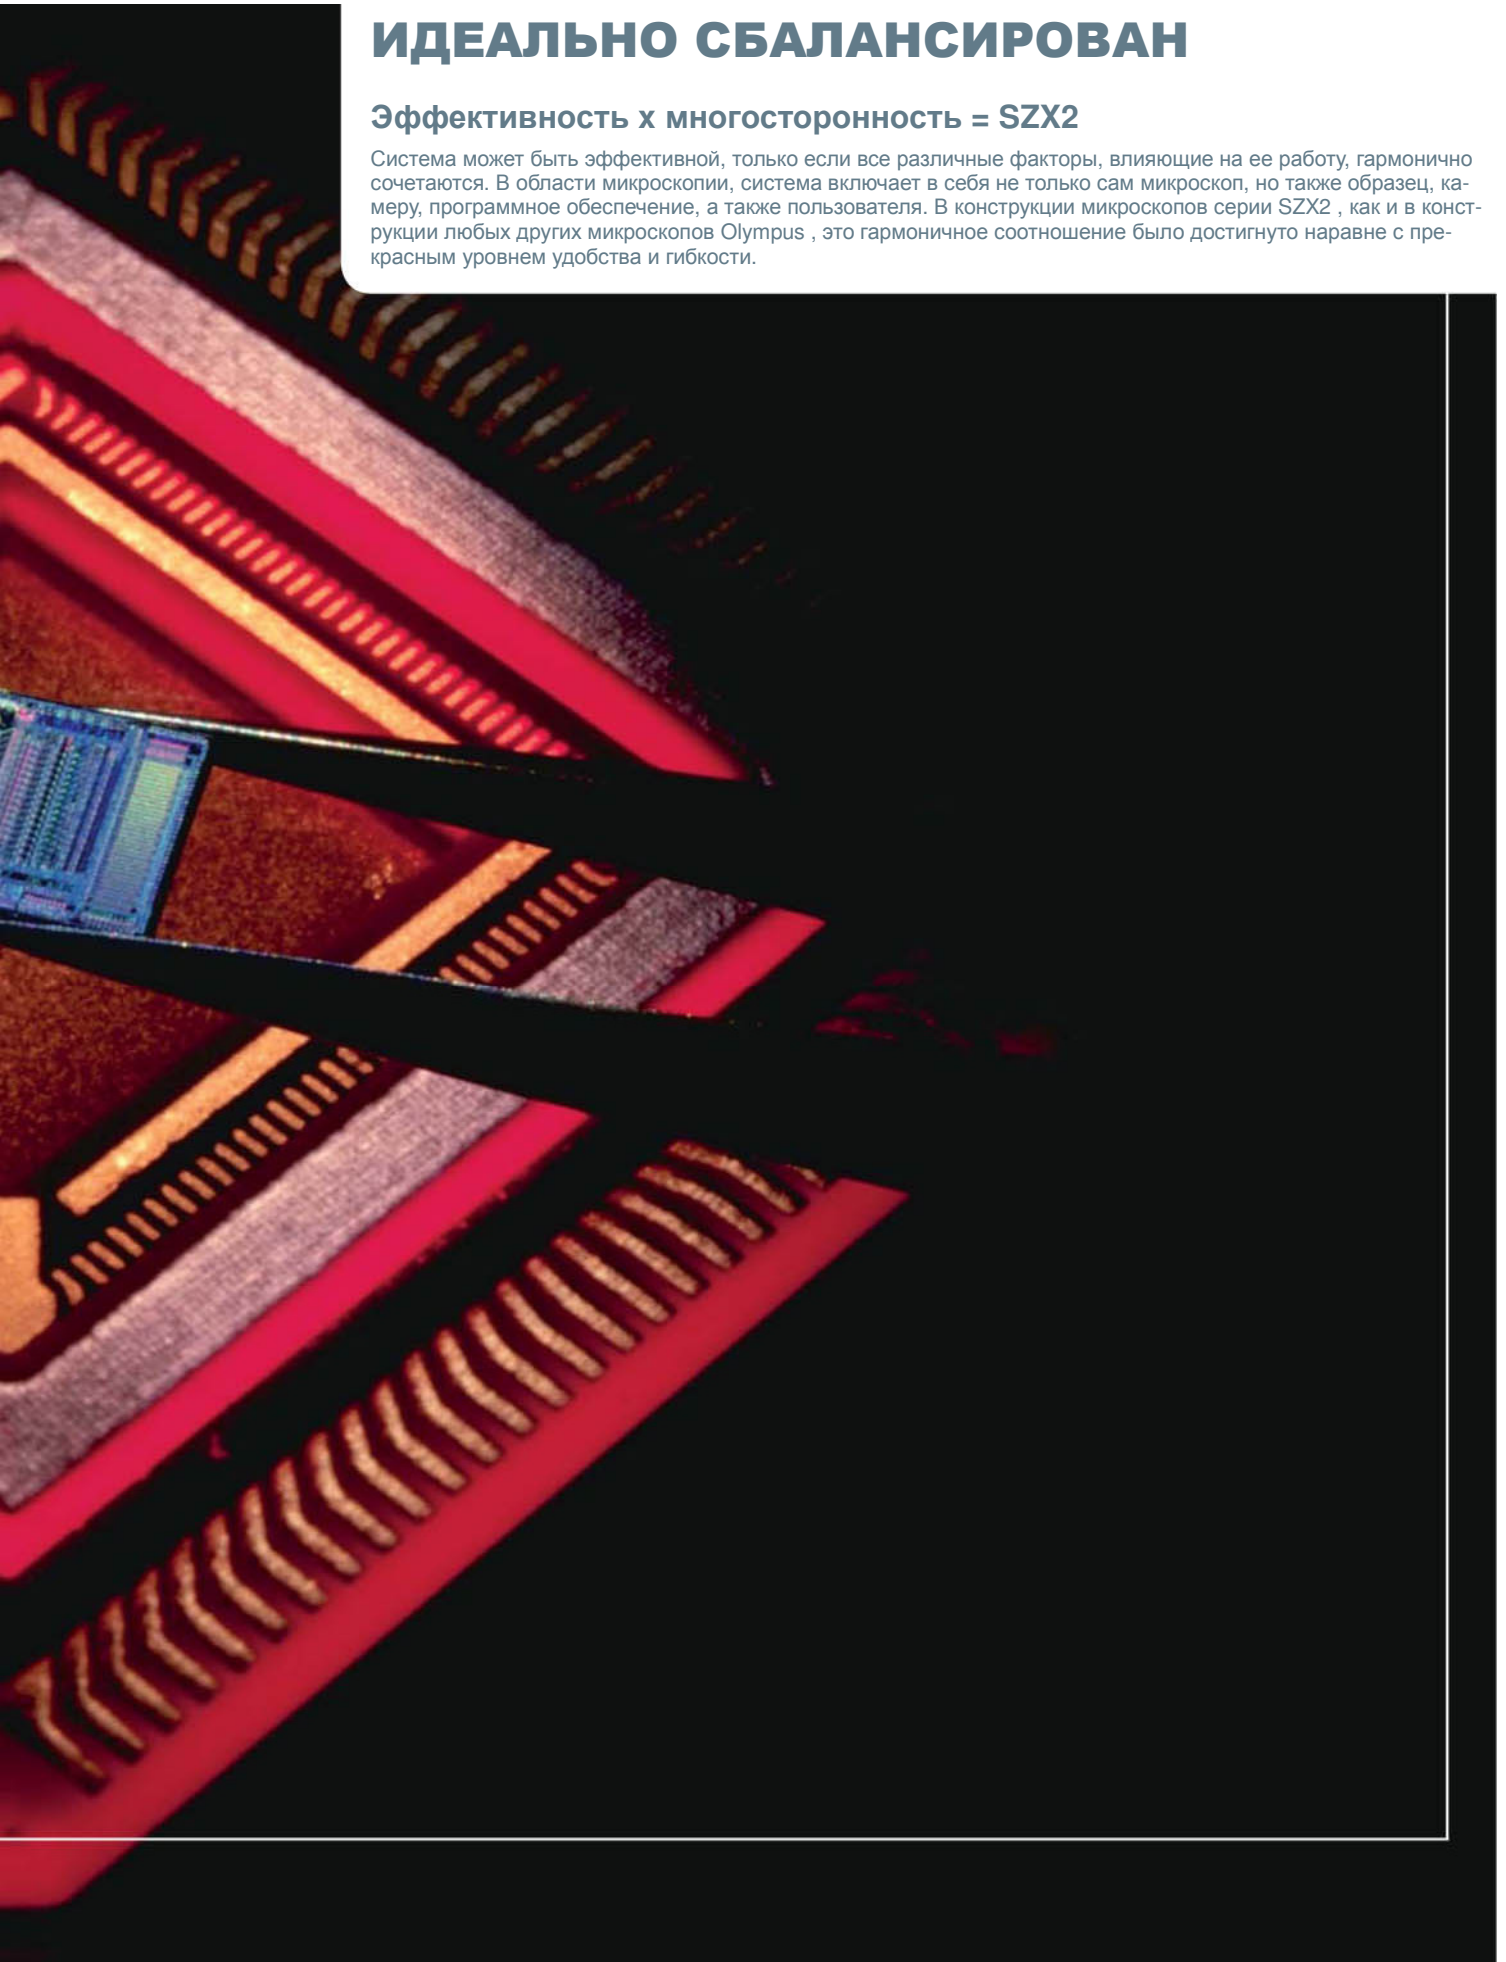 ИДЕАЛЬНО СБАЛАНСИРОВАН
Эффективность x многосторонность = SZX2
Система может быть эффективной, только если все различные факторы, влияющие на ее работу, гармонично
сочетаются. В области микроскопии, система включает в себя не только сам микроскоп, но также образец, ка-
меру, программное обеспечение, а также пользователя. В конструкции микроскопов серии SZX2 , как и в конст-
рукции любых других микроскопов Olympus , это гармоничное соотношение было достигнуто наравне с пре-
красным уровнем удобства и гибкости.